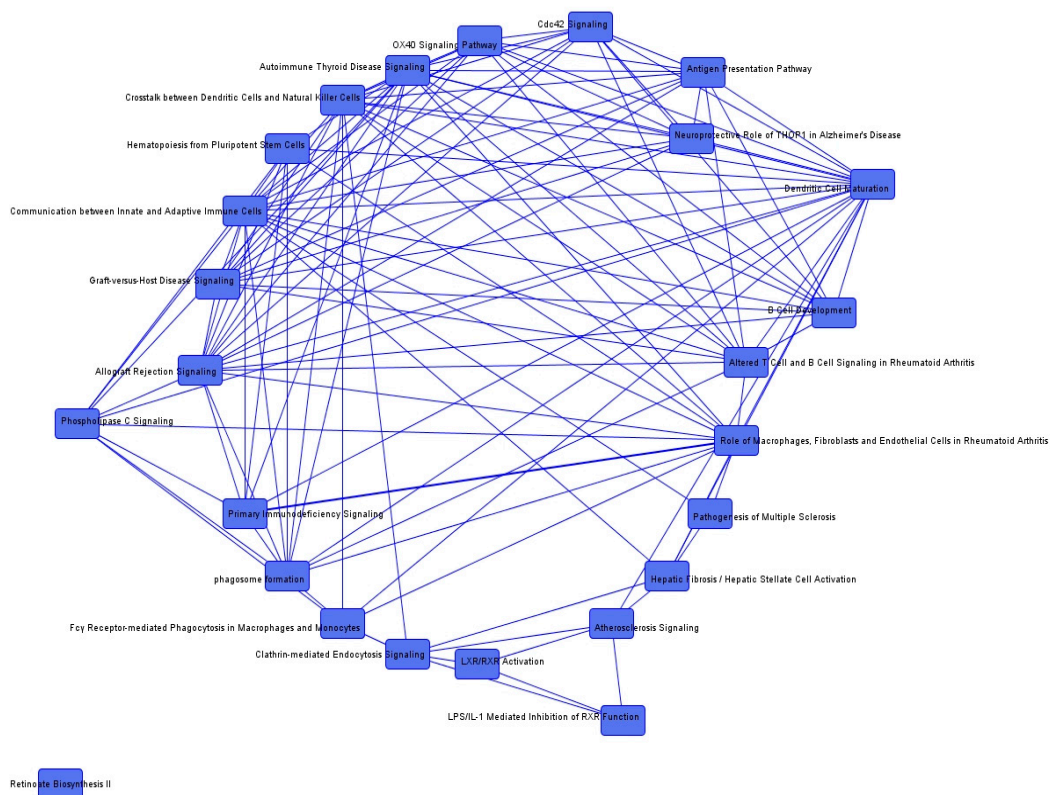 Cdc42 Signaling
OX40 Signaling Pathway
Autoimmune Thyroid Disease Signaling
Antigen Presentation Pathway
Crosstalk between Dendritic Cells and Natural Killer Cells
Neuroprotective Role of THOP1 in Alzheimer's Disease
Hematopoiesis from Pluripotent Stem Cells
Dendritic Cell Maturation
Communication between Innate and Adaptive Immune Cells
Graft-versus-Host Disease Signaling
B Cell Development
Altered T Cell and B Cell Signaling in Rheumatoid Arthritis
Allograft Rejection Signaling
Phospholipase C Signaling
Role of Macrophages, Fibroblasts and Endothelial Cells in Rheumatoid Arthritis
Primary Immunodeficiency Signaling
Pathogenesis of Multiple Sclerosis
phagosome formation
Hepatic Fibrosis / Hepatic Stellate Cell Activation
Fcγ Receptor-mediated Phagocytosis in Macrophages and Monocytes
Atherosclerosis Signaling
Clathrin-mediated Endocytosis Signaling
LXR/RXR Activation
LPS/IL-1 Mediated Inhibition of RXR Function
Retinoate Biosynthesis II